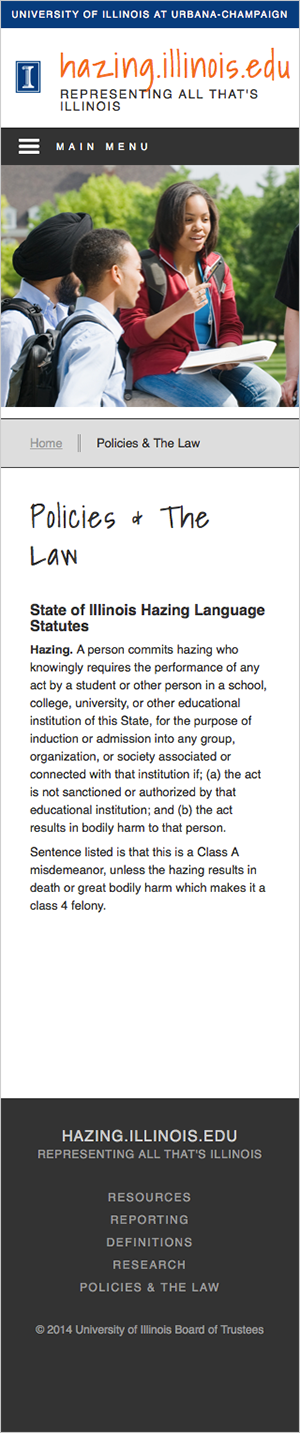 UNIVERSITY OF ILLINOIS AT URBANA-CHAMPAIGN
I
hazing.illinois.edu
REPRESENTING ALL THAT'S
ILLINOIS
MAIN MENU
Home
Policies & The Law
Policies & The
Law
State of Illinois Hazing Language
Statutes
Hazing. A person commits hazing who
knowingly requires the performance of any
act by a student or other person in a school,
college, university, or other educational
institution of this State, for the purpose of
induction or admission into any group,
organization, or society associated or
connected with that institution if; (a) the act
is not sanctioned or authorized by that
educational institution; and (b) the act
results in bodily harm to that person.
Sentence listed is that this is a Class A
misdemeanor, unless the hazing results in
death or great bodily harm which makes it a
class 4 felony.
HAZING.ILLINOIS.EDU
REPRESENTING ALL THAT'S ILLINOIS
RESOURCES
REPORTING
DEFINITIONS
RESEARCH
POLICIES & THE LAW
© 2014 University of Illinois Board of Trustees